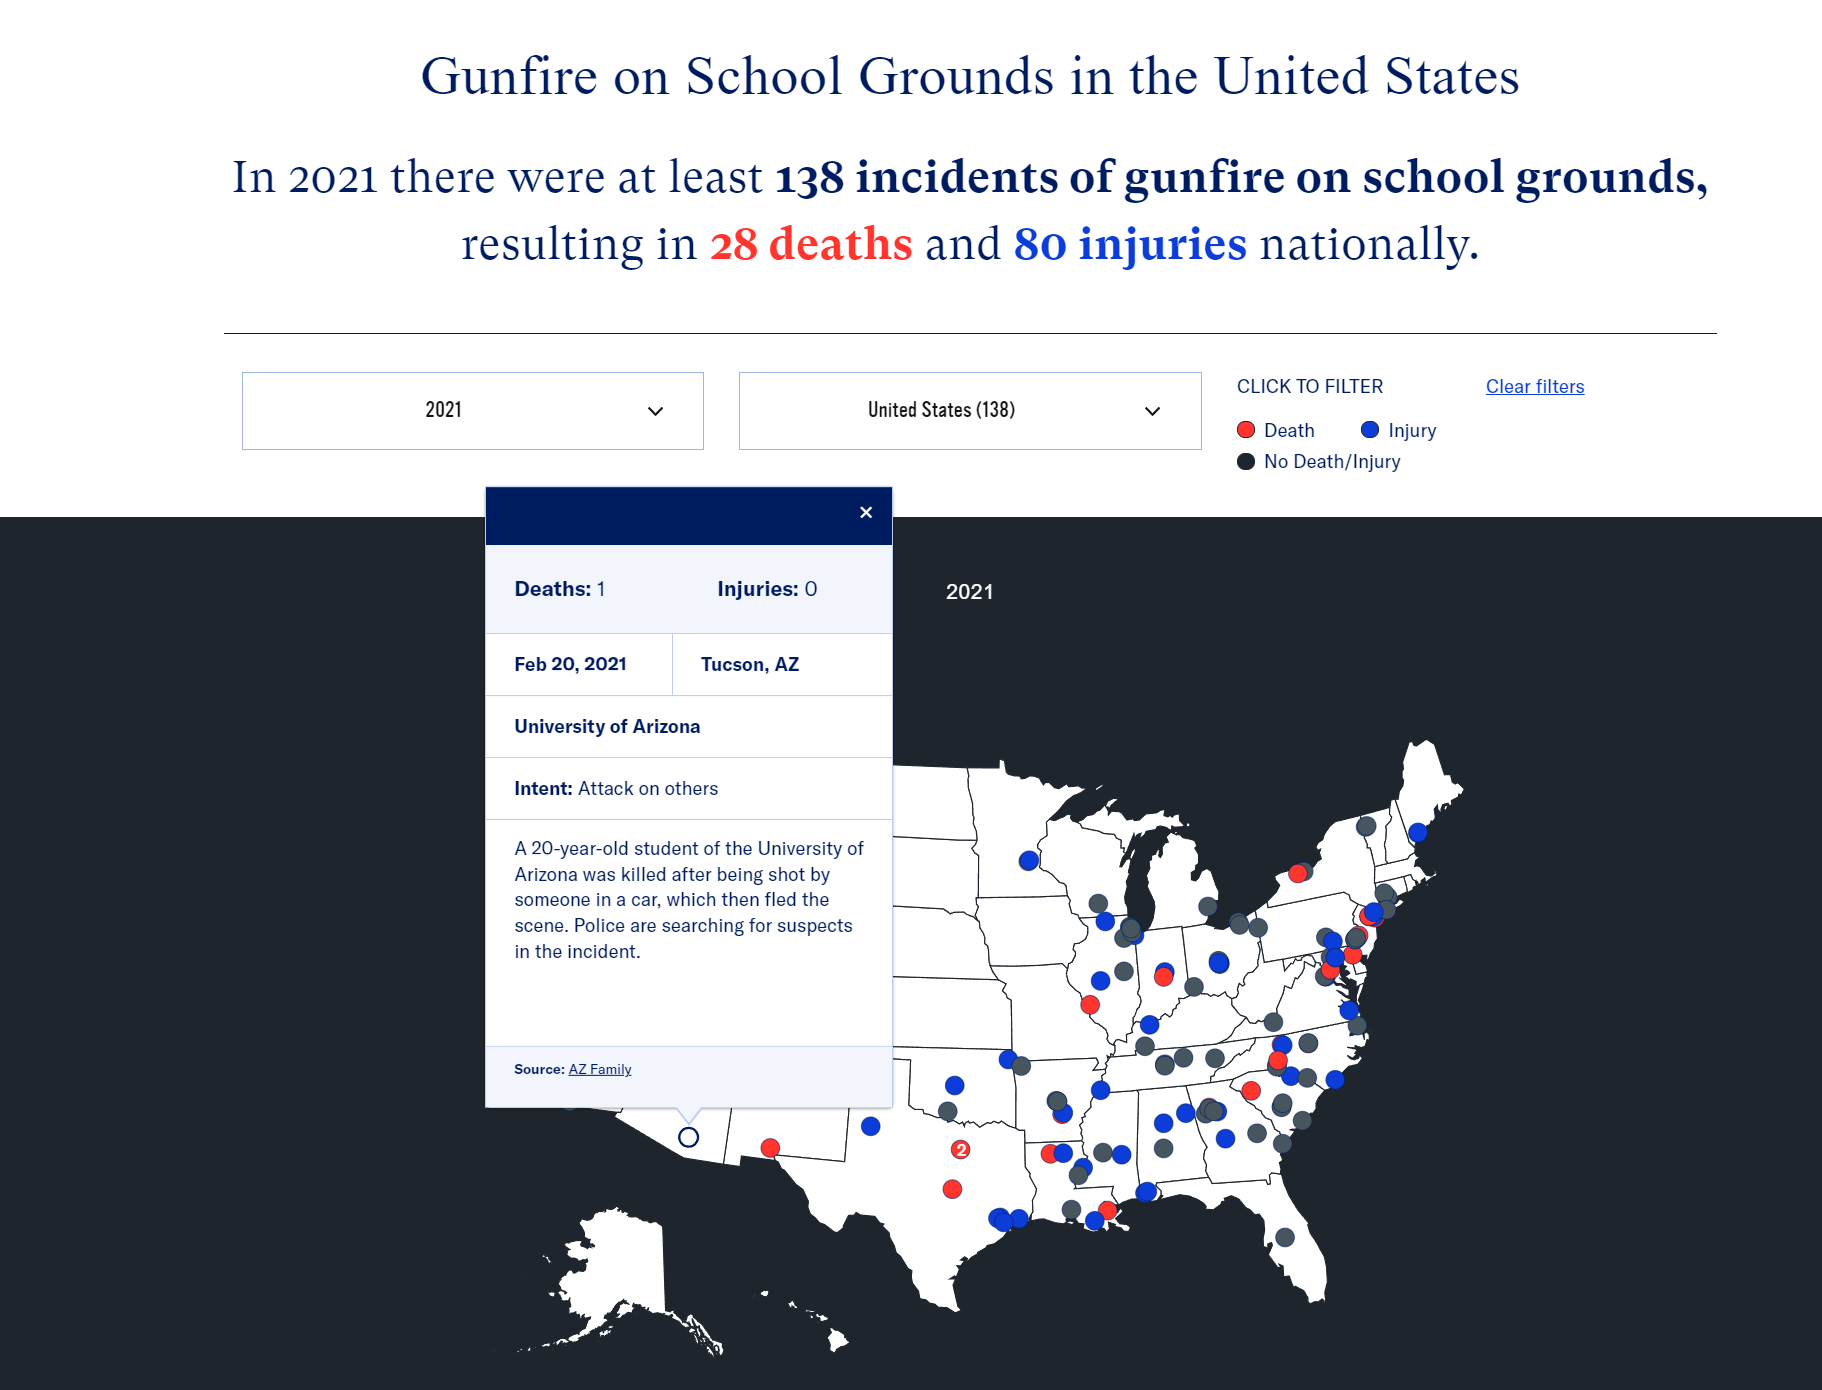 Gunfire on School Grounds in the United States
In 2021 there were at least 138 incidents of gunfire on school grounds,
resulting in 28 deaths and 80 injuries nationally.
2021
United States (138)
CLICK TO FILTER
Clear filters
Death
Injury
No Death/Injury
×
Deaths: 1
Injuries: 0
2021
Feb 20, 2021
Tucson, AZ
University of Arizona
Intent: Attack on others
A 20-year-old student of the University of
Arizona was killed after being shot by
someone in a car, which then fled the
scene. Police are searching for suspects
in the incident.
Source: AZ Family
2